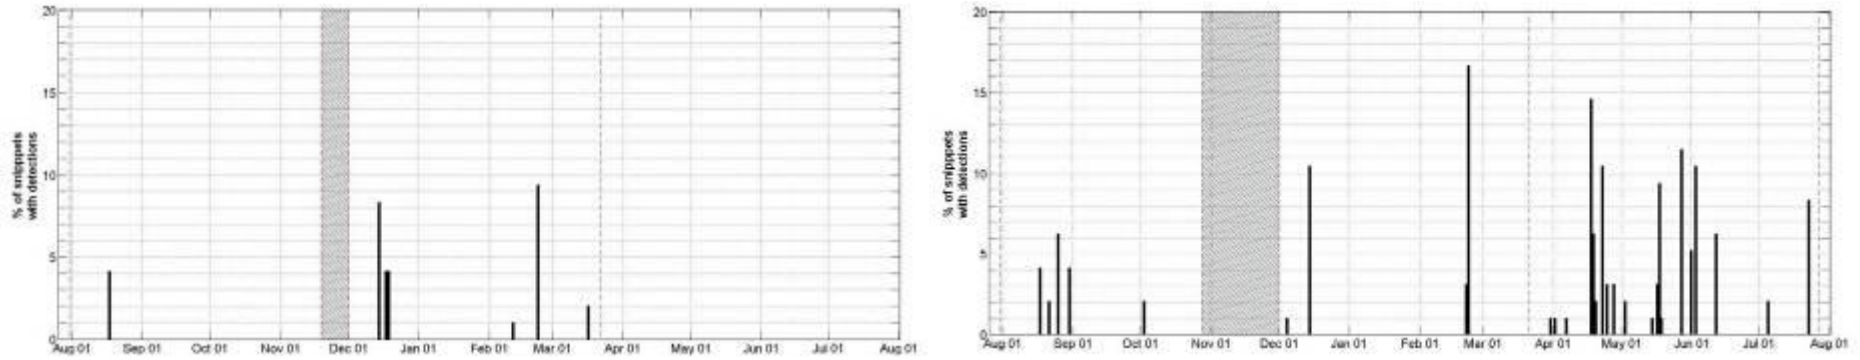 20
15
10
5
0
% of snipppets
with detections
Aug 01 Sep 01 Oct 01 Nov 01 Dec 01 Jan 01 Feb 01 Mar 01 Apr 01 May 01 Jun 01 Jul 01 Aug 01
20
15
10
5
0
% of snipppets
with detections
Aug 01 Sep 01 Oct 01 Nov 01 Dec 01 Jan 01 Feb 01 Mar 01 Apr 01 May 01 Jun 01 Jul 01 Aug 01